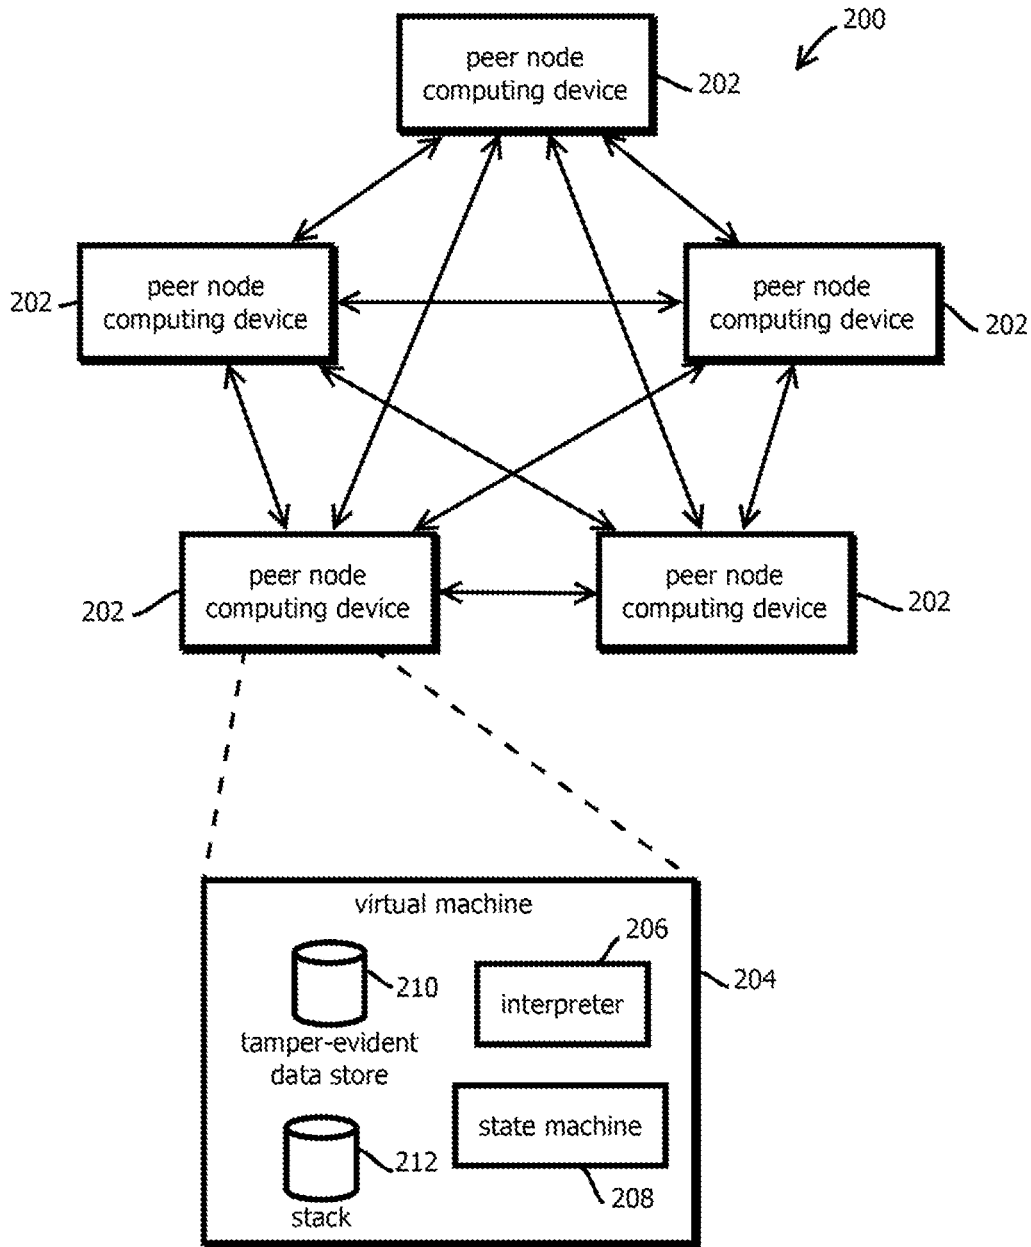 200
peer node
computing device
202
peer node
computing device
202
peer node
computing device
202
peer node
computing device
202
peer node
computing device
202
virtual machine
204
206
interpreter
210
tamper-evident
data store
state machine
208
212
stack